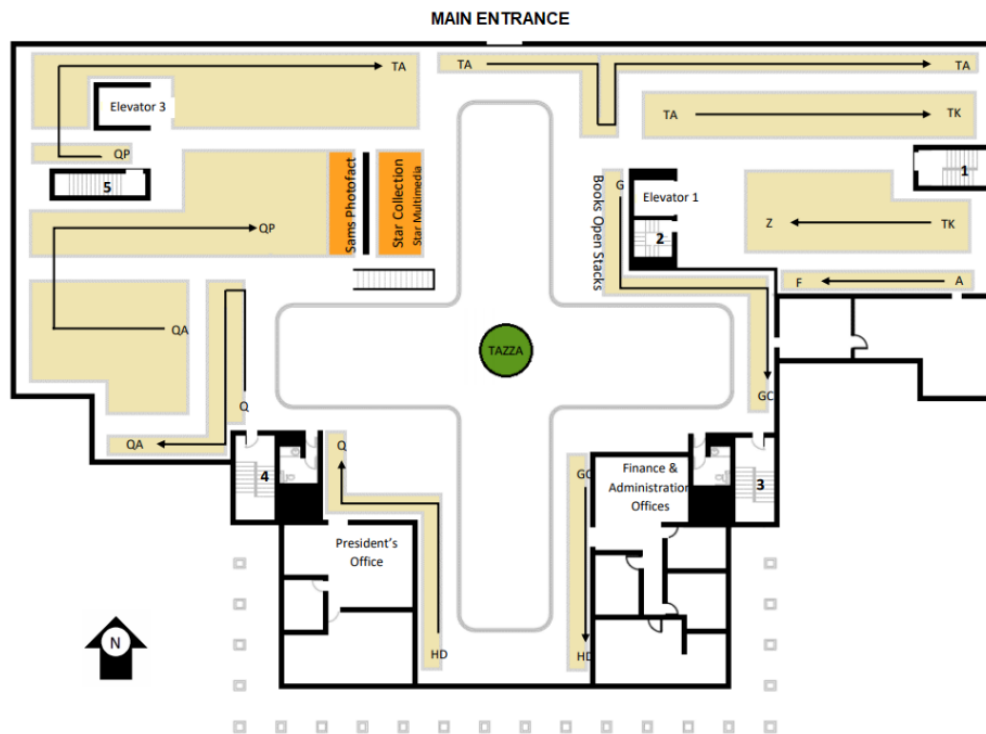 MAIN ENTRANCE
TA
TA
TA
Elevator 3
TA
TK
QP
5
Sams Photofact
Star Collection
Star Multimedia
Books Open Stacks
G
Elevator 1
1
2
QP
Z
TK
F
A
QA
TAZZA
Q
GC
QA
Q
4
GC
Finance &
Administration
Offices
3
President's
Office
HD
HD
N